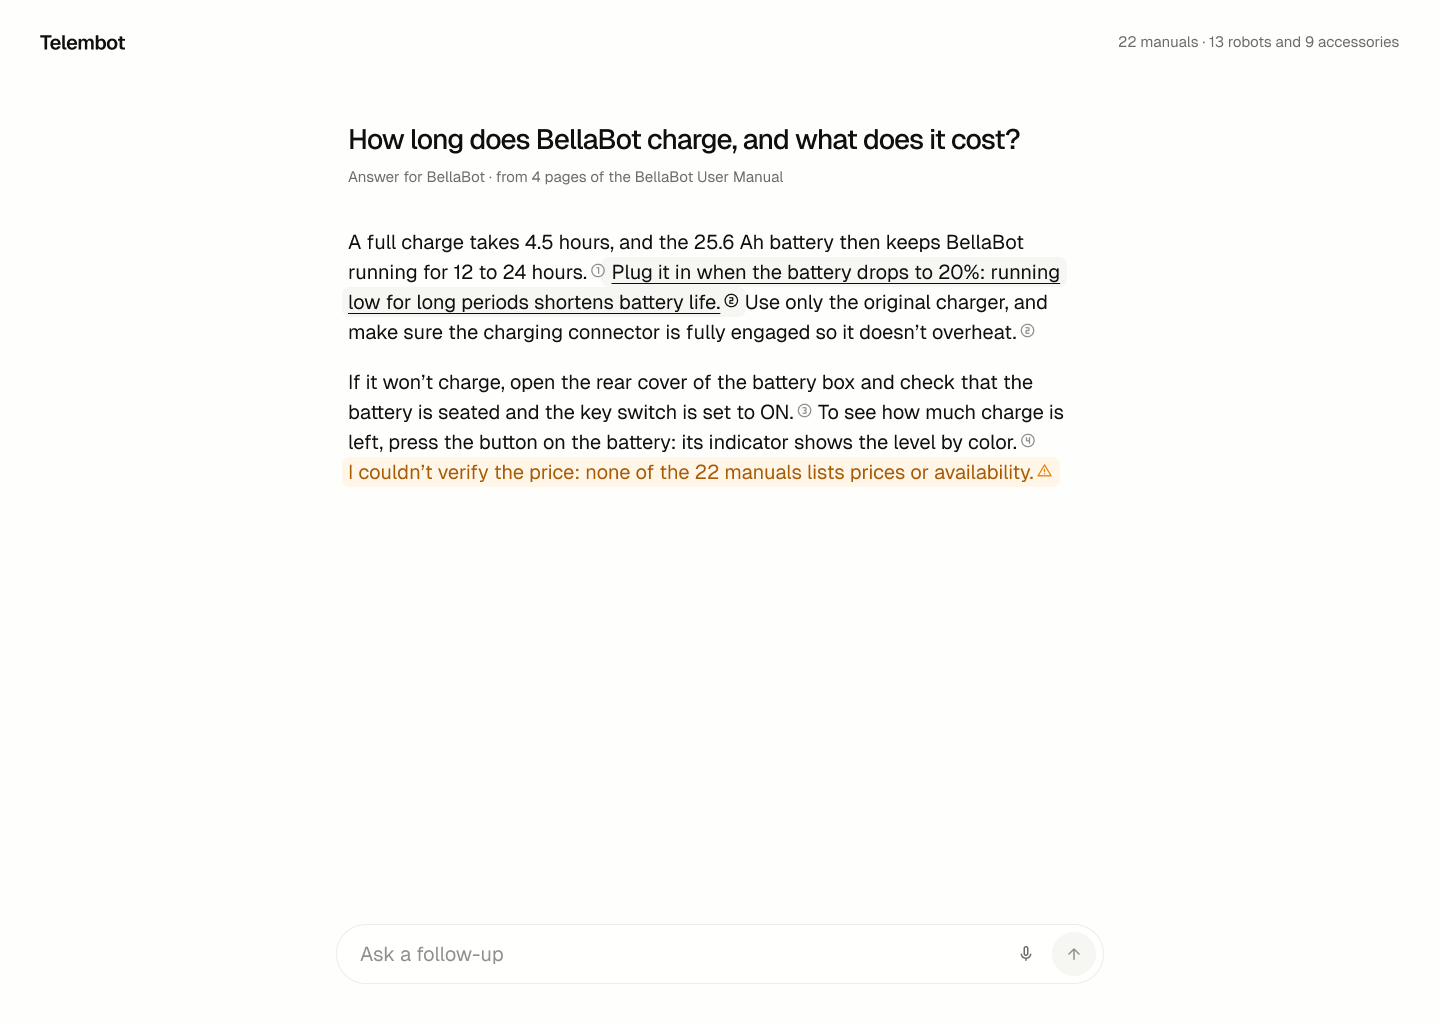 Telembot
22 manuals · 13 robots and 9 accessories
How long does BellaBot charge, and what does it cost?
Answer for BellaBot · from 4 pages of the BellaBot User Manual
A full charge takes 4.5 hours, and the 25.6 Ah battery then keeps BellaBot
running for 12 to 24 hours. ① Plug it in when the battery drops to 20%: running
low for long periods shortens battery life. ② Use only the original charger, and
make sure the charging connector is fully engaged so it doesn’t overheat. ②
If it won’t charge, open the rear cover of the battery box and check that the
battery is seated and the key switch is set to ON. ③ To see how much charge is
left, press the button on the battery: its indicator shows the level by color. ④
I couldn’t verify the price: none of the 22 manuals lists prices or availability.
Ask a follow-up